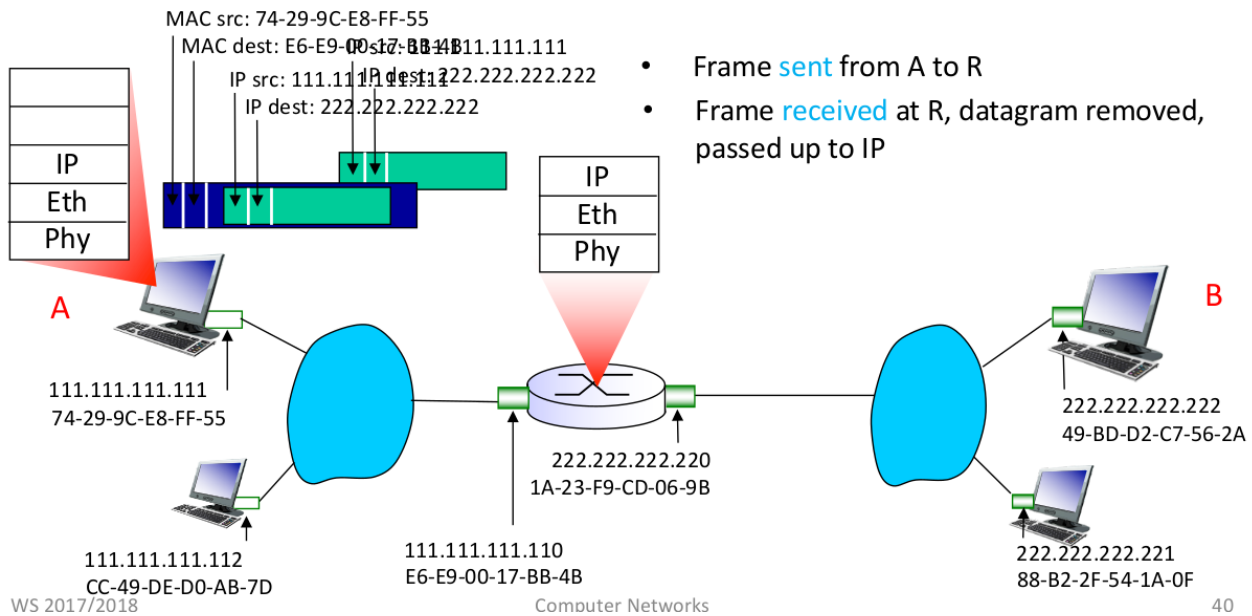 MAC src: 74-29-9C-E8-FF-55
MAC dest: E6-E9-00-17-BB-4B
IP src: 111.111.111.111
IP dest: 222.222.222.222
IP src: 111.111.111.111
IP dest: 222.222.222.222
• Frame sent from A to R
• Frame received at R, datagram removed,
passed up to IP
IP
Eth
Phy
IP
Eth
Phy
A
B
111.111.111.111
74-29-9C-E8-FF-55
222.222.222.222
49-BD-D2-C7-56-2A
222.222.222.220
1A-23-F9-CD-06-9B
111.111.111.112
CC-49-DE-D0-AB-7D
111.111.111.110
E6-E9-00-17-BB-4B
222.222.222.221
88-B2-2F-54-1A-0F
WS 2017/2018
Computer Networks
40